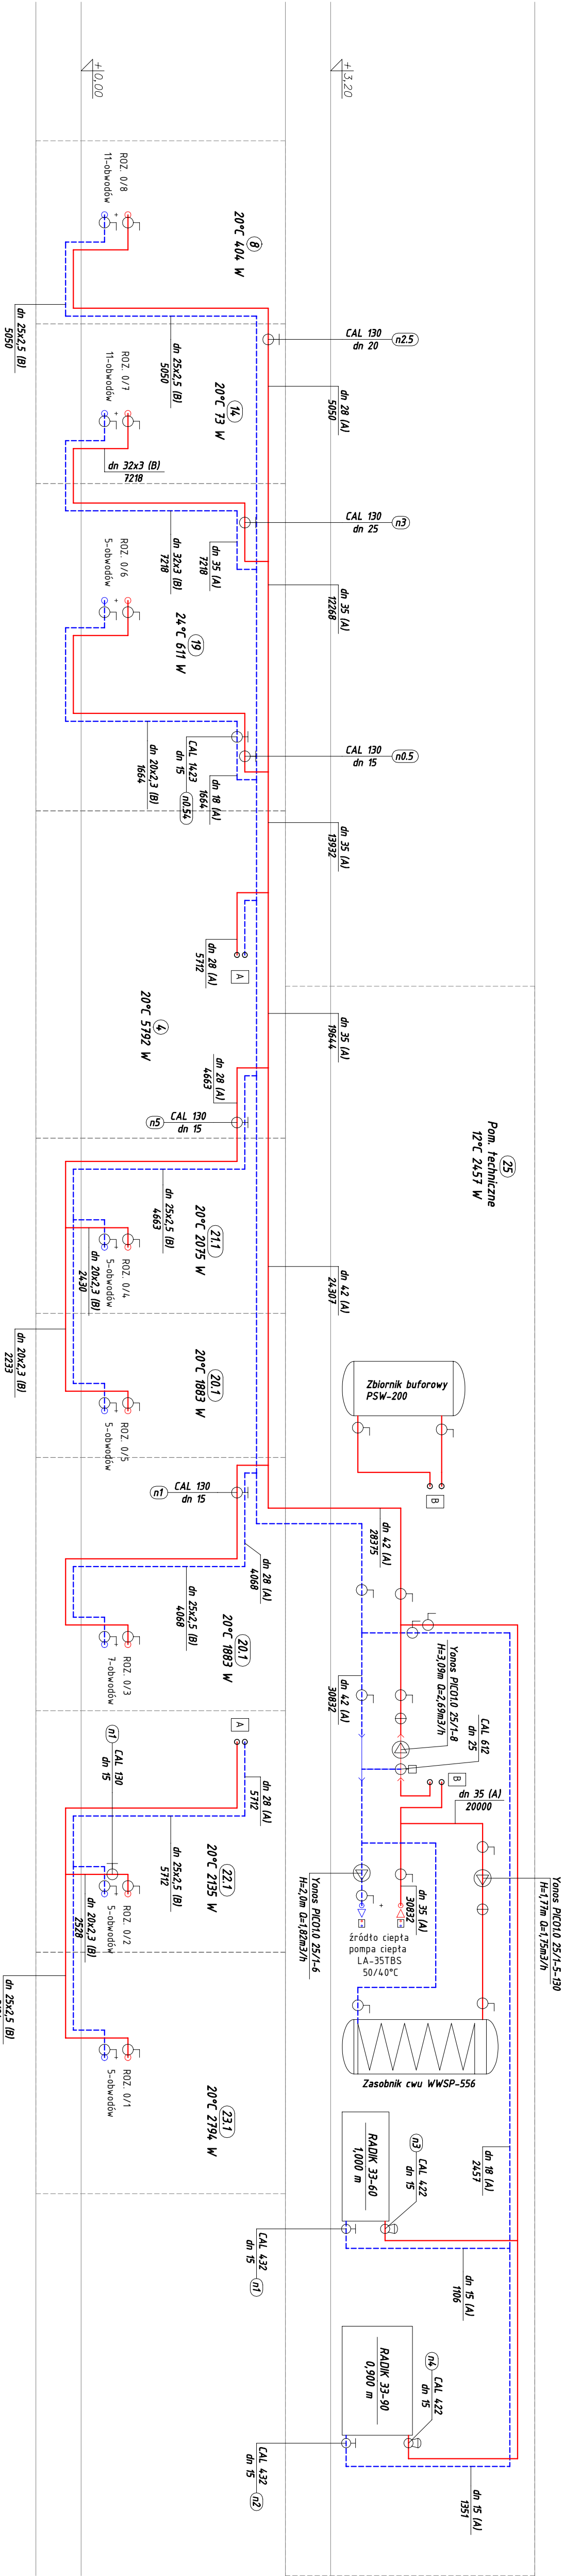 +3,20
+0,00
8
20°C 404 W
ROZ. 0/8
11-obwodów
dn 25x2,5 (B)
5050
dn 25x2,5 (B)
5050
CAL 130
dn 20
n2.5
dn 28 (A)
5050
14
20°C 73 W
ROZ. 0/7
11-obwodów
dn 32x3 (B)
7218
dn 32x3 (B)
7218
dn 35 (A)
7218
CAL 130
dn 25
n3
dn 35 (A)
12268
19
24°C 611 W
ROZ. 0/6
5-obwodów
dn 20x2,3 (B)
1664
CAL 1423
dn 15
n0.54
dn 18 (A)
1664
CAL 130
dn 15
n0.5
dn 35 (A)
13932
dn 28 (A)
5712
A
4
20°C 5792 W
dn 35 (A)
19644
dn 28 (A)
4663
CAL 130
dn 15
n5
dn 25x2,5 (B)
4663
25
Pom. techniczne
12°C 2457 W
21.1
20°C 2075 W
ROZ. 0/4
5-obwodów
dn 20x2,3 (B)
2430
dn 42 (A)
24307
dn 20x2,3 (B)
2233
20.1
20°C 1883 W
ROZ. 0/5
5-obwodów
Zbiornik buforowy
PSW-200
B
CAL 130
dn 15
n1
dn 28 (A)
4068
dn 25x2,5 (B)
4068
dn 42 (A)
28375
20.1
20°C 1883 W
ROZ. 0/3
7-obwodów
dn 42 (A)
30832
Yonos PICO1.0 25/1-8
H=3,09m Q=2,69m3/h
CAL 612
dn 25
B
dn 35 (A)
20000
A
dn 28 (A)
5712
CAL 130
dn 15
n1
dn 25x2,5 (B)
5712
22.1
20°C 2135 W
ROZ. 0/2
5-obwodów
dn 20x2,3 (B)
2528
Yonos PICO1.0 25/1-6
H=2,0m Q=1,82m3/h
Yonos PICO1.0 25/1-5-130
H=1,77m Q=1,75m3/h
dn 35 (A)
30832
źródło ciepła
pompa ciepła
LA-35TBS
50/40°C
dn 25x2,5 (B)
23.1
20°C 2794 W
ROZ. 0/1
5-obwodów
Zasobnik cwu WWSP-556
dn 18 (A)
2457
RADIK 33-60
1,000 m
n3
CAL 422
dn 15
CAL 432
dn 15
n1
dn 15 (A)
1106
RADIK 33-90
0,900 m
n4
CAL 422
dn 15
CAL 432
dn 15
n2
dn 15 (A)
1351